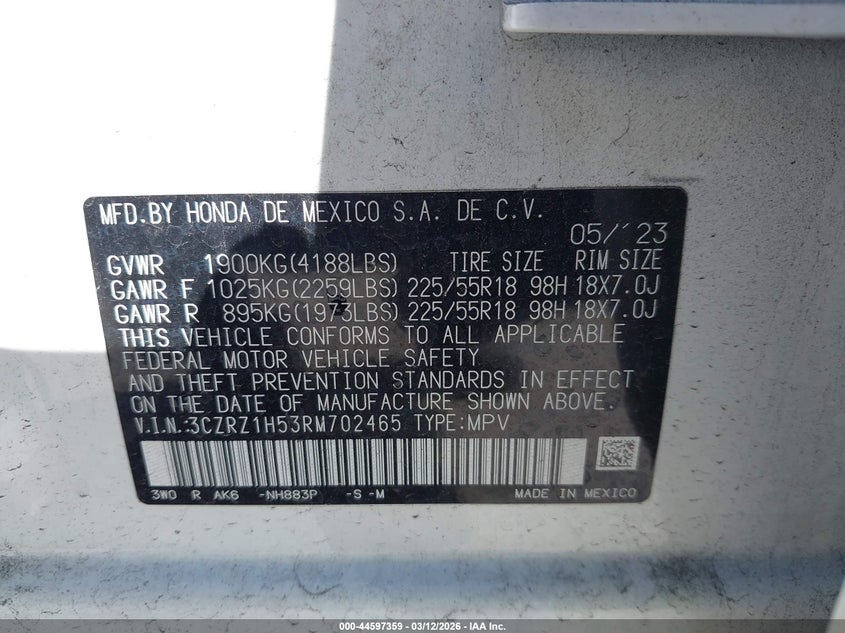 MFD.BY HONDA DE MEXICO S.A. DE C.V.
05/'23
GVWR 1900KG(4188LBS) TIRE SIZE RIM SIZE
GAWR F 1025KG(2259LBS) 225/55R18 98H 18X7.0J
GAWR R 895KG(1973LBS) 225/55R18 98H 18X7.0J
THIS VEHICLE CONFORMS TO ALL APPLICABLE
FEDERAL MOTOR VEHICLE SAFETY
AND THEFT PREVENTION STANDARDS IN EFFECT
ON THE DATE OF MANUFACTURE SHOWN ABOVE.
V.I.N.:3CZRZ1H53RM702465 TYPE:MPV
3W0 R AK6 -NH883P -S -M MADE IN MEXICO
000-44597359 - 03/12/2026 - IAA Inc.